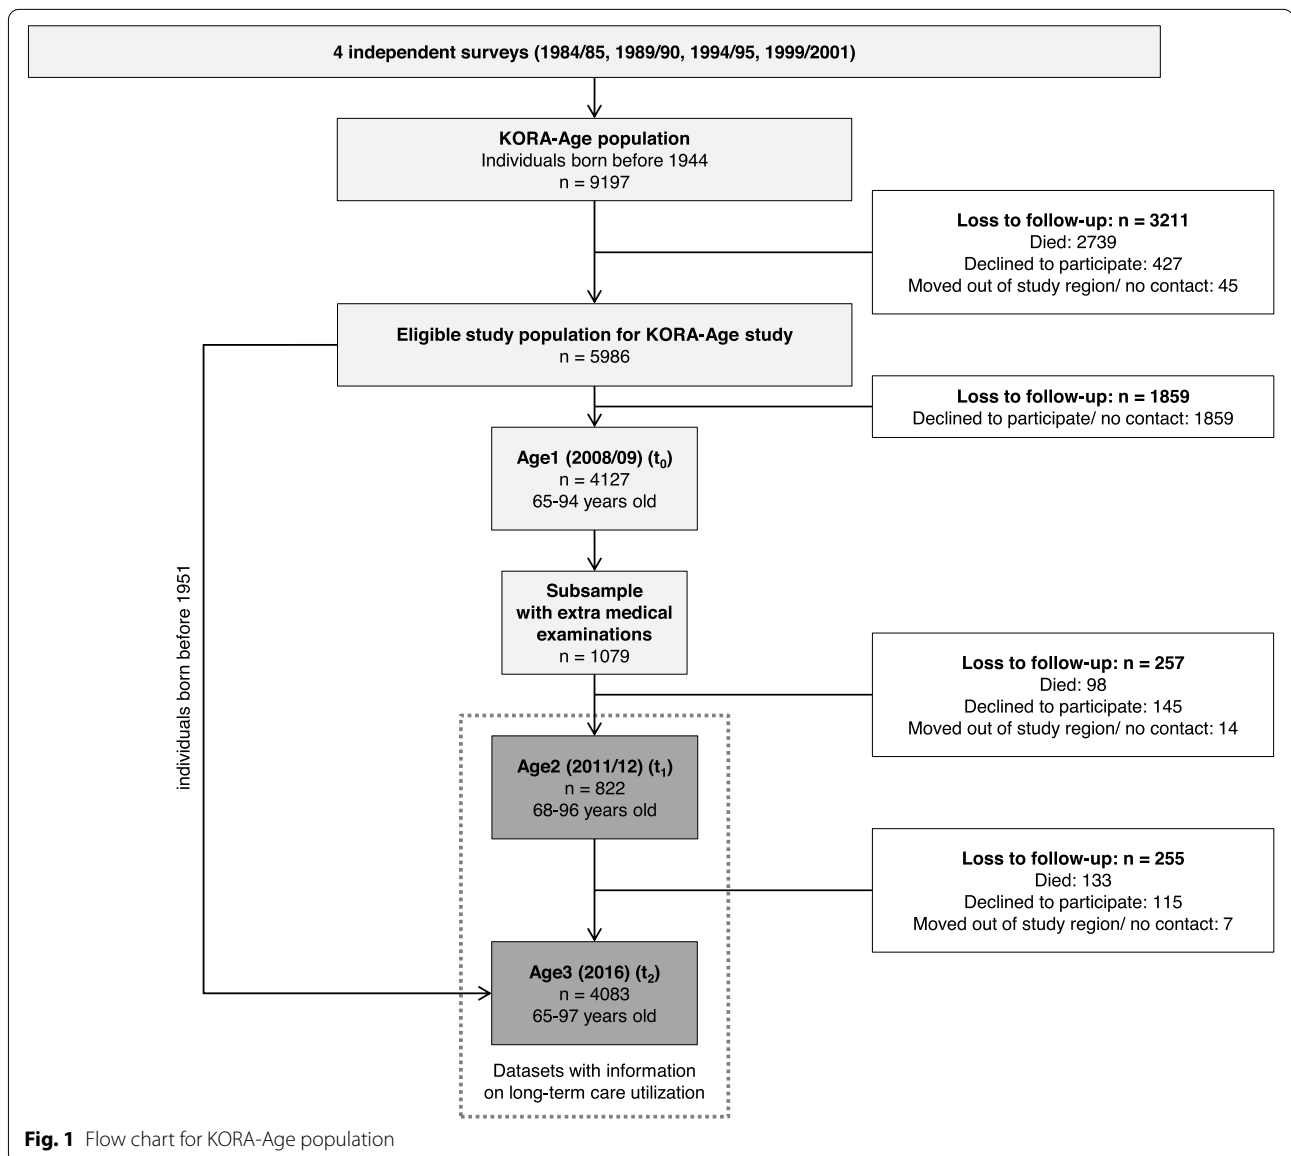 4 independent surveys (1984/85, 1989/90, 1994/95, 1999/2001)
KORA-Age population
Individuals born before 1944
n = 9197
Loss to follow-up: n = 3211
Died: 2739
Declined to participate: 427
Moved out of study region/ no contact: 45
Eligible study population for KORA-Age study
n = 5986
Loss to follow-up: n = 1859
Declined to participate/ no contact: 1859
Age1 (2008/09) (t₀)
n = 4127
65-94 years old
individuals born before 1951
Subsample
with extra medical
examinations
n = 1079
Loss to follow-up: n = 257
Died: 98
Declined to participate: 145
Moved out of study region/ no contact: 14
Age2 (2011/12) (t₁)
n = 822
68-96 years old
Loss to follow-up: n = 255
Died: 133
Declined to participate: 115
Moved out of study region/ no contact: 7
Age3 (2016) (t₂)
n = 4083
65-97 years old
Datasets with information
on long-term care utilization
Fig. 1 Flow chart for KORA-Age population